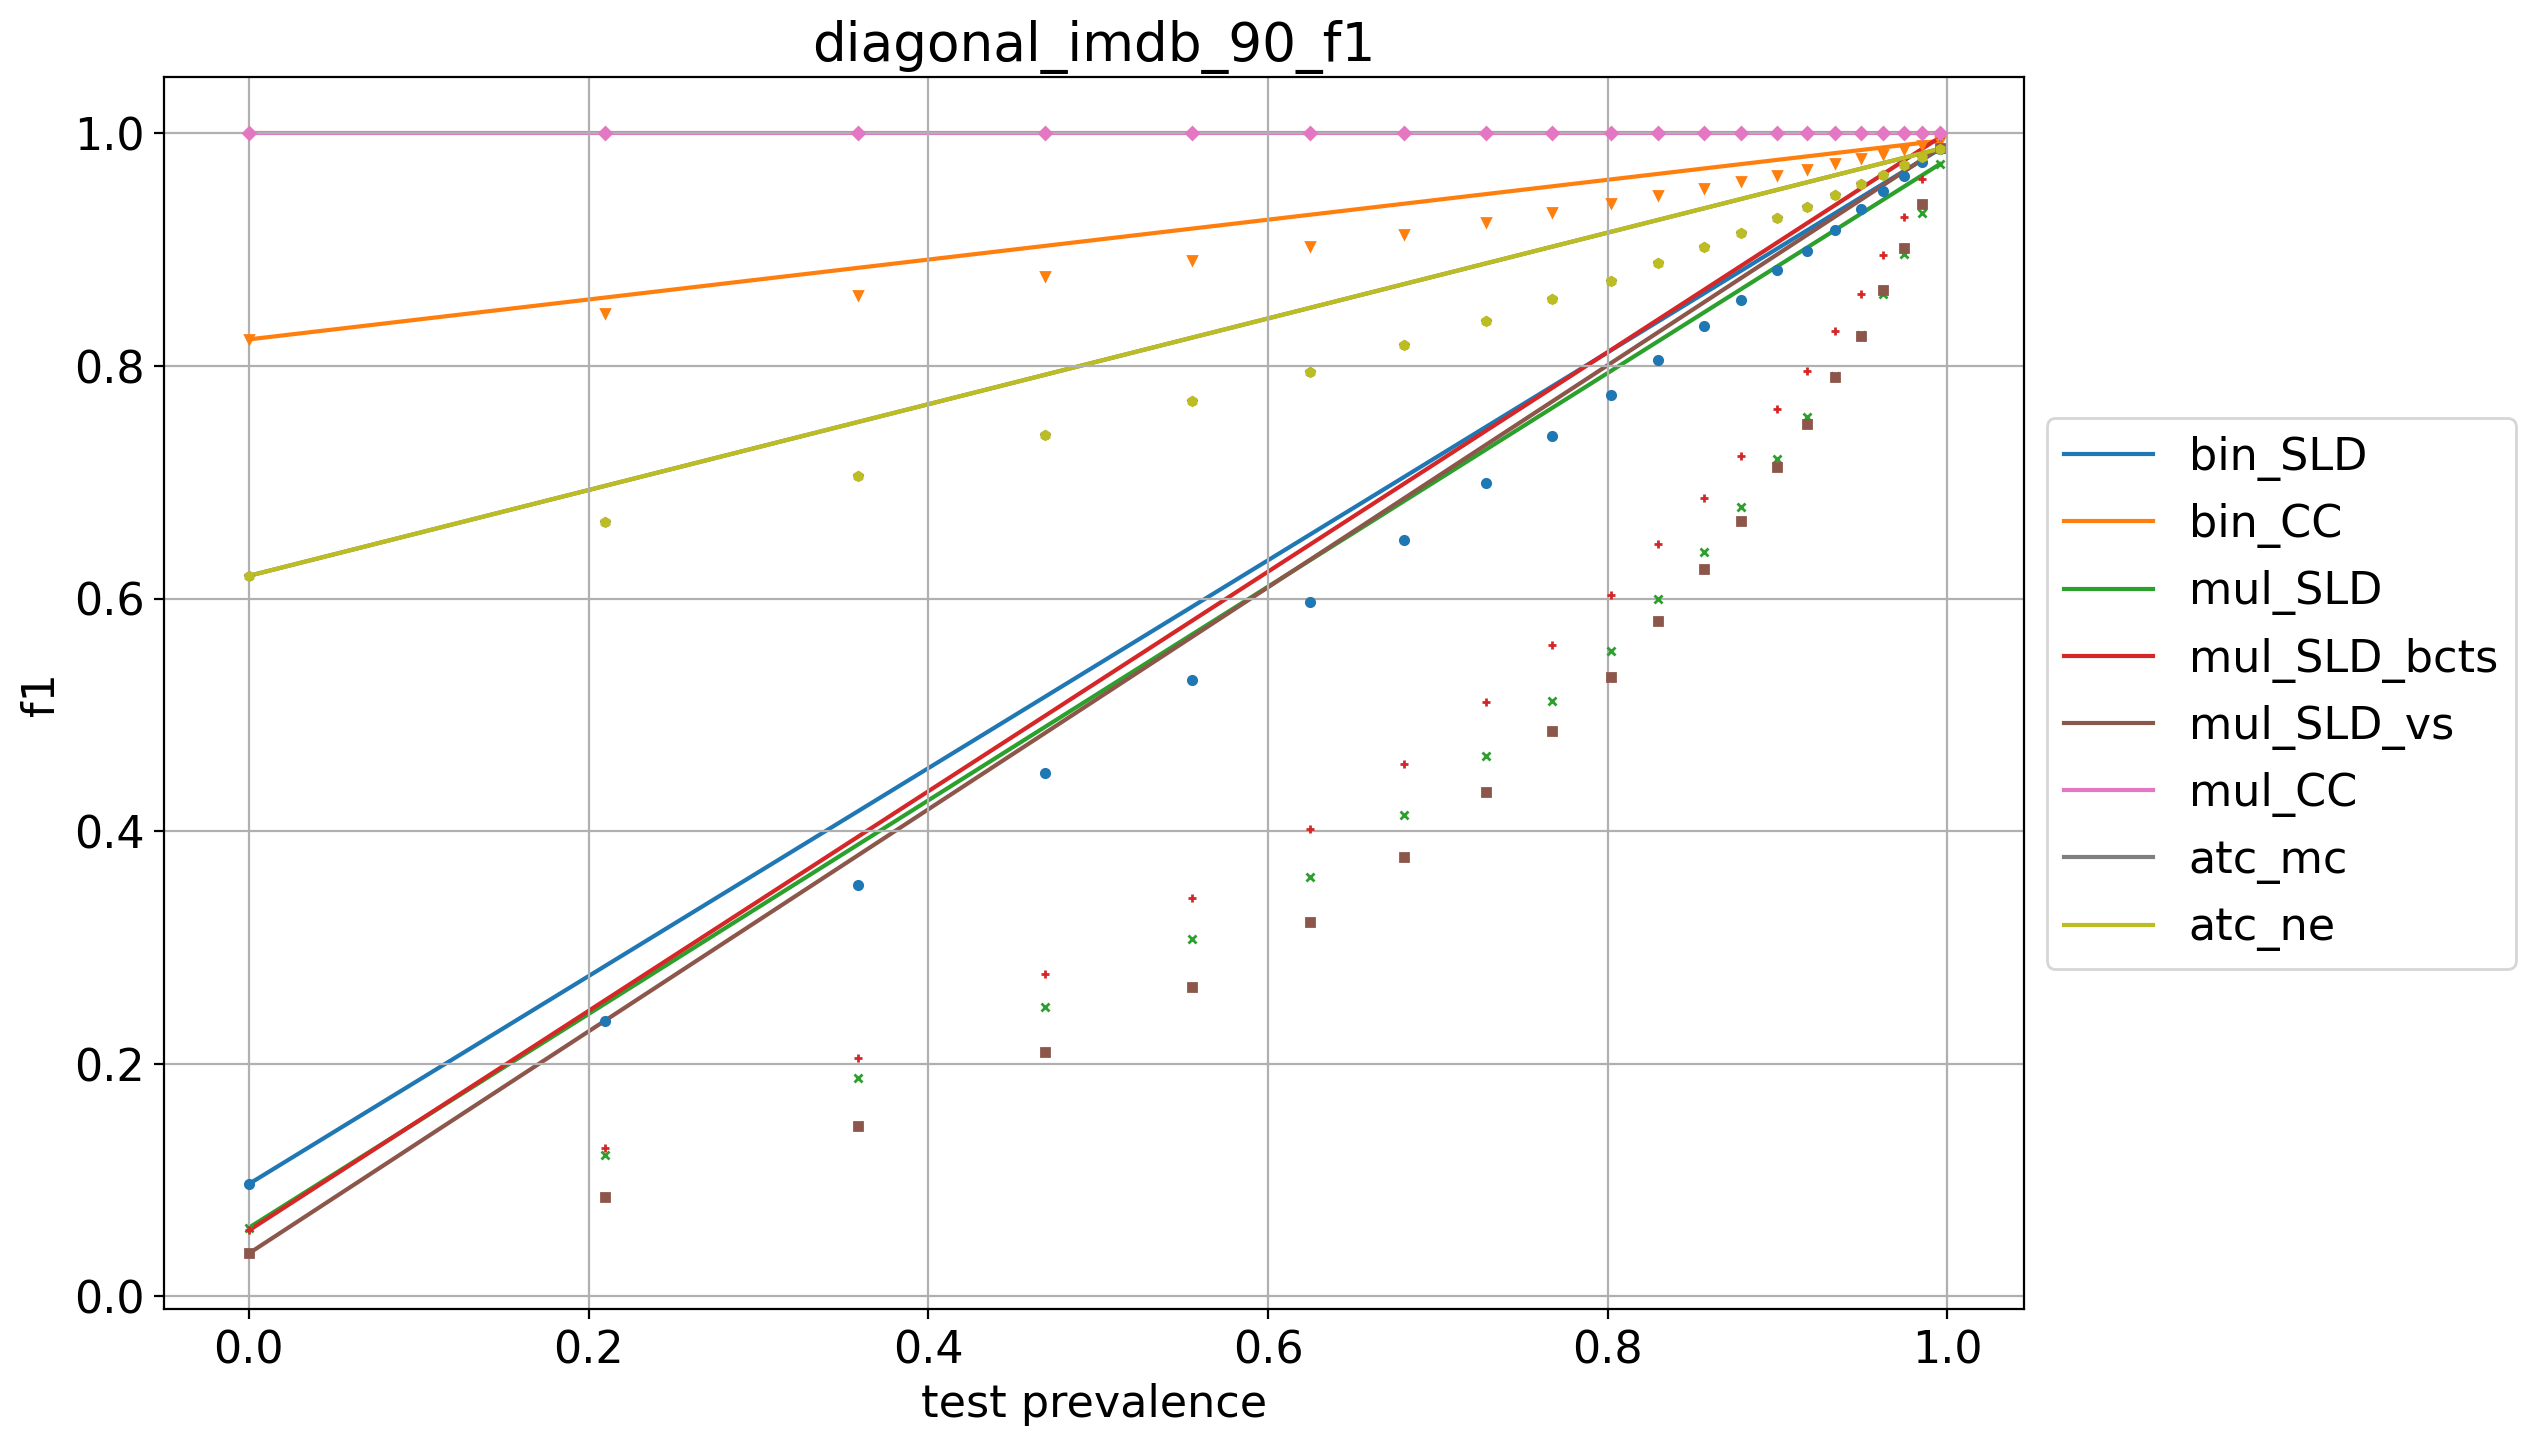 diagonal_imdb_90_f1
1.0
0.8
0.6
0.4
0.2
0.0
f1
0.0 0.2 0.4 0.6 0.8 1.0
test prevalence
bin_SLD
bin_CC
mul_SLD
mul_SLD_bcts
mul_SLD_vs
mul_CC
atc_mc
atc_ne